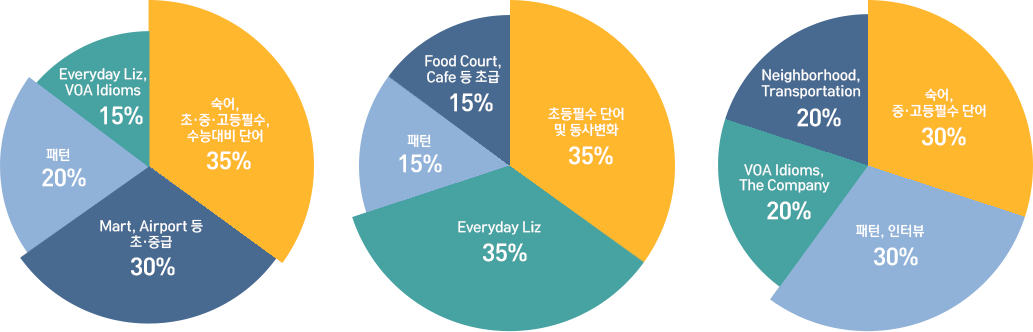 Everyday Liz,
VOA Idioms
15%
숙어,
초·중·고등필수,
수능대비 단어
35%
패턴
20%
Mart, Airport 등
초·중급
30%
Food Court,
Cafe 등 초급
15%
초등필수 단어
및 동사변화
35%
패턴
15%
Everyday Liz
35%
Neighborhood,
Transportation
20%
숙어,
중·고등필수 단어
30%
VOA Idioms,
The Company
20%
패턴, 인터뷰
30%